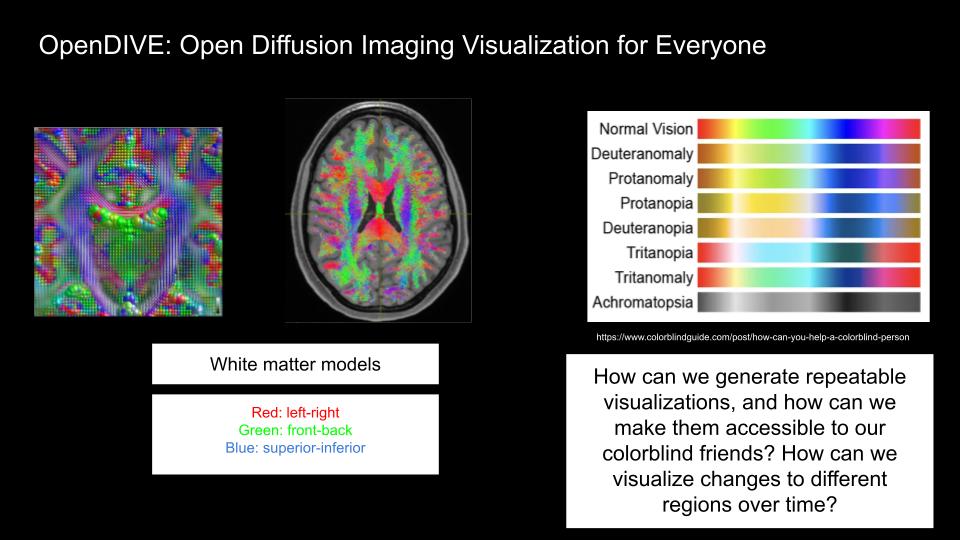 OpenDIVE: Open Diffusion Imaging Visualization for Everyone
Normal Vision
Deuteranomaly
Protanomaly
Protanopia
Deuteranopia
Tritanopia
Tritanomaly
Achromatopsia
https://www.colorblindguide.com/post/how-can-you-help-a-colorblind-person
White matter models
Red: left-right
Green: front-back
Blue: superior-inferior
How can we generate repeatable
visualizations, and how can we
make them accessible to our
colorblind friends? How can we
visualize changes to different
regions over time?